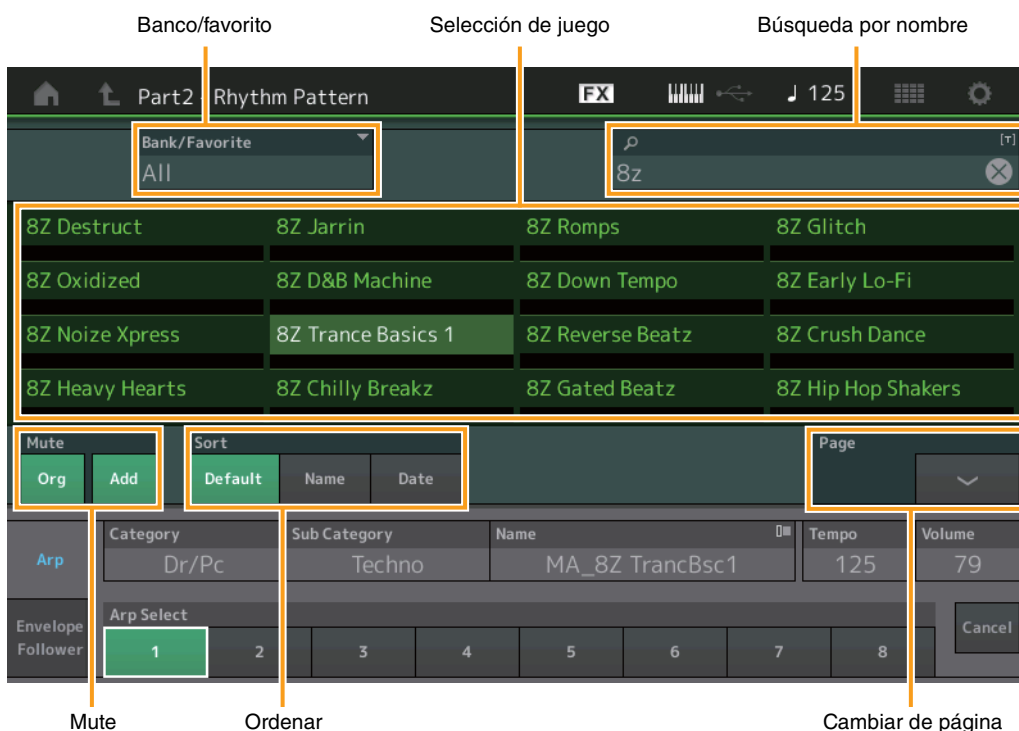 Banco/favorito Selección de juego Búsqueda por nombre
Part2 - Rhythm Pattern FX ♩ 125
Bank/Favorite [T]
All 8z
8Z Destruct 8Z Jarrin 8Z Romps 8Z Glitch
8Z Oxidized 8Z D&B Machine 8Z Down Tempo 8Z Early Lo-Fi
8Z Noize Xpress 8Z Trance Basics 1 8Z Reverse Beatz 8Z Crush Dance
8Z Heavy Hearts 8Z Chilly Breakz 8Z Gated Beatz 8Z Hip Hop Shakers
Mute Sort Page
Org Add Default Name Date
Arp Category Sub Category Name Tempo Volume
Dr/Pc Techno MA_8Z TrancBsc1 125 79
Envelope Follower Arp Select Cancel
1 2 3 4 5 6 7 8
Mute Ordenar Cambiar de página